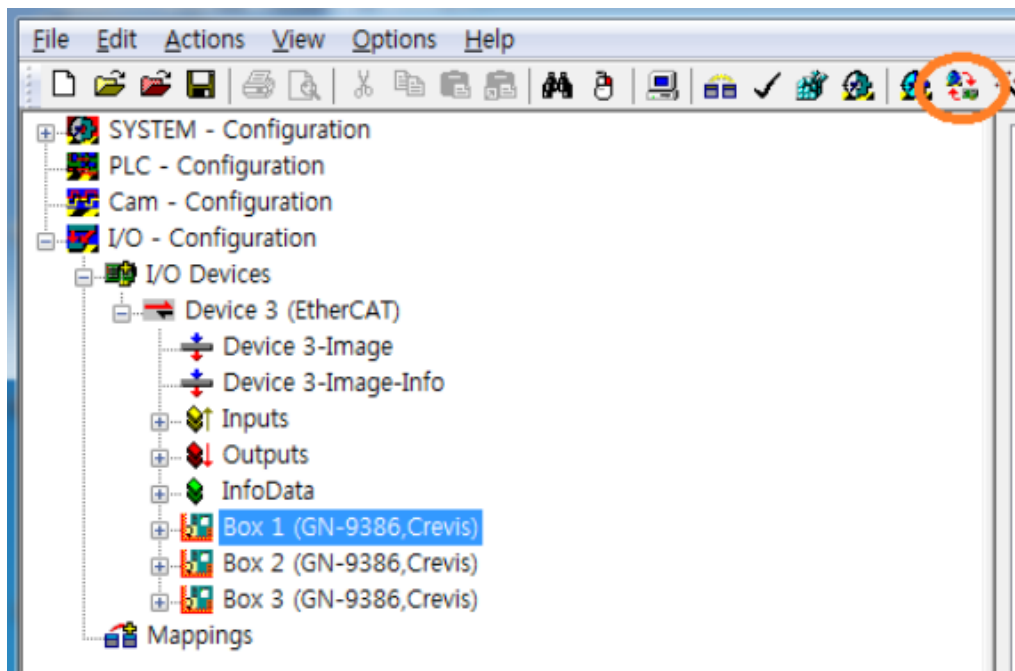 File Edit Actions View Options Help
SYSTEM - Configuration
PLC - Configuration
Cam - Configuration
I/O - Configuration
I/O Devices
Device 3 (EtherCAT)
Device 3-Image
Device 3-Image-Info
Inputs
Outputs
InfoData
Box 1 (GN-9386,Crevis)
Box 2 (GN-9386,Crevis)
Box 3 (GN-9386,Crevis)
Mappings